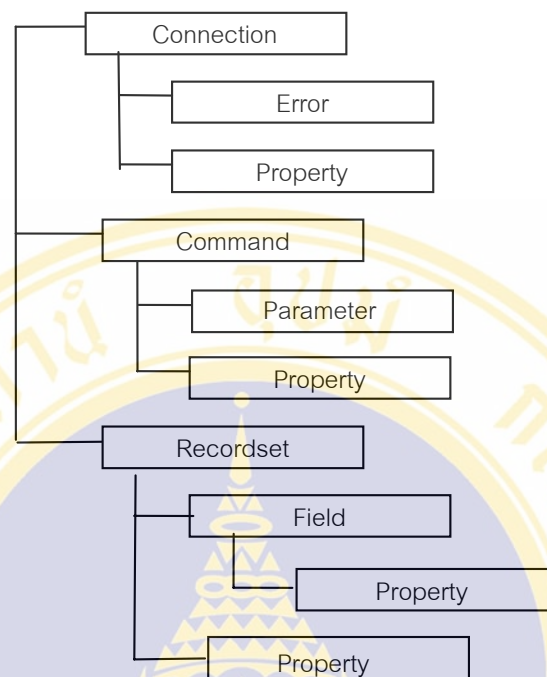 Connection
Error
Property
Command
Parameter
Property
Recordset
Field
Property
Property